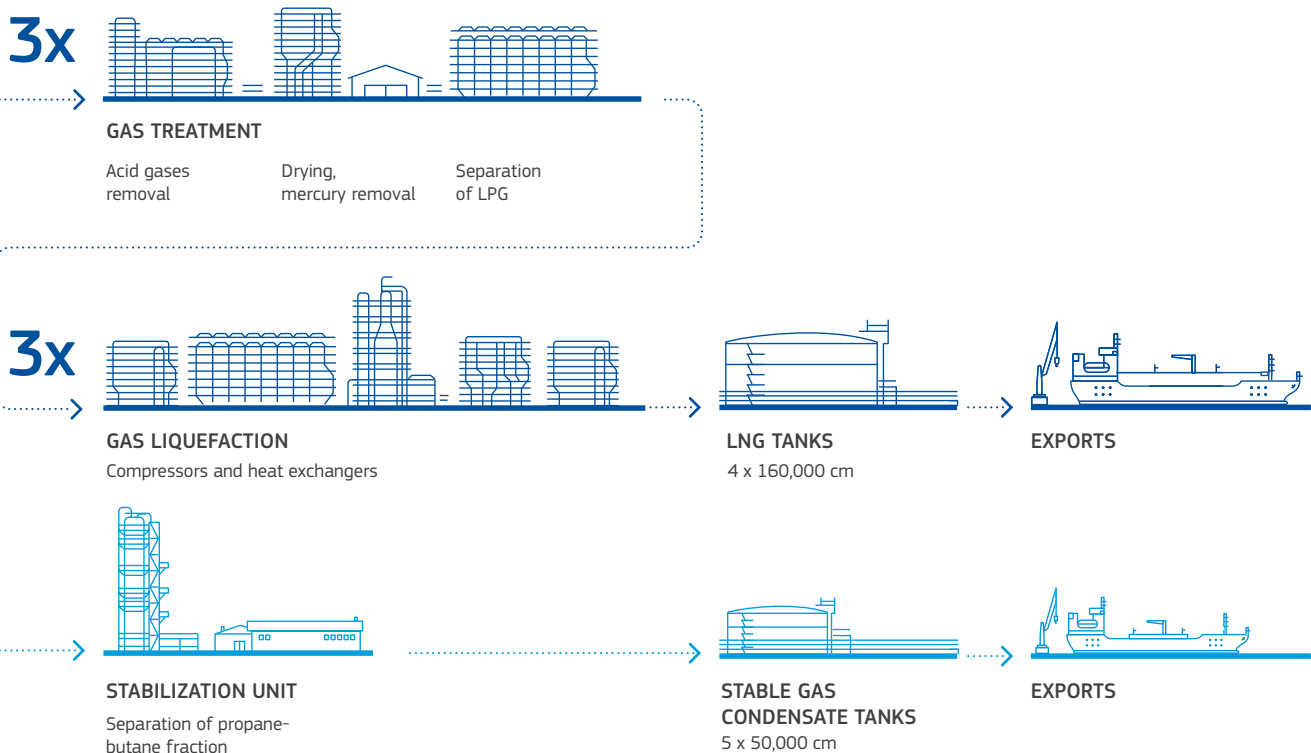 3x
GAS TREATMENT
Acid gases
removal
Drying,
mercury removal
Separation
of LPG
3x
GAS LIQUEFACTION
Compressors and heat exchangers
LNG TANKS
4 x 160,000 cm
EXPORTS
STABILIZATION UNIT
Separation of propane-
butane fraction
STABLE GAS
CONDENSATE TANKS
5 x 50,000 cm
EXPORTS